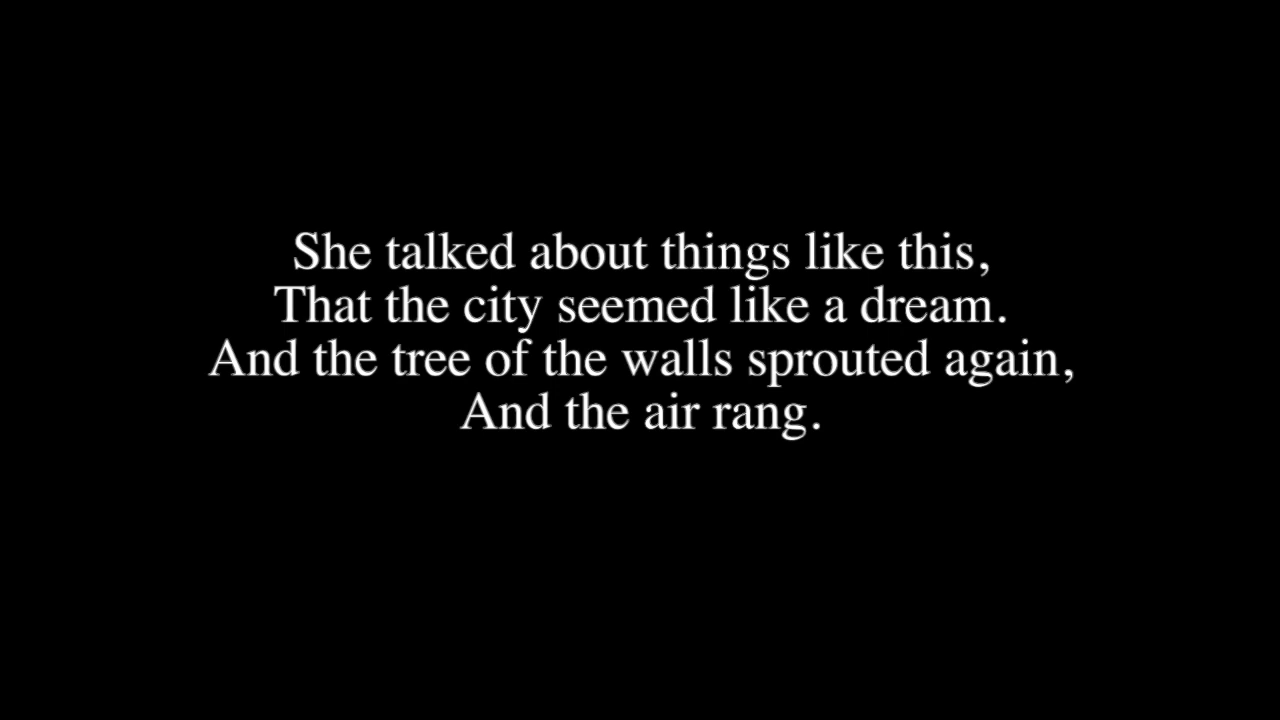 She talked about things like this,
That the city seemed like a dream.
And the tree of the walls sprouted again,
And the air rang.